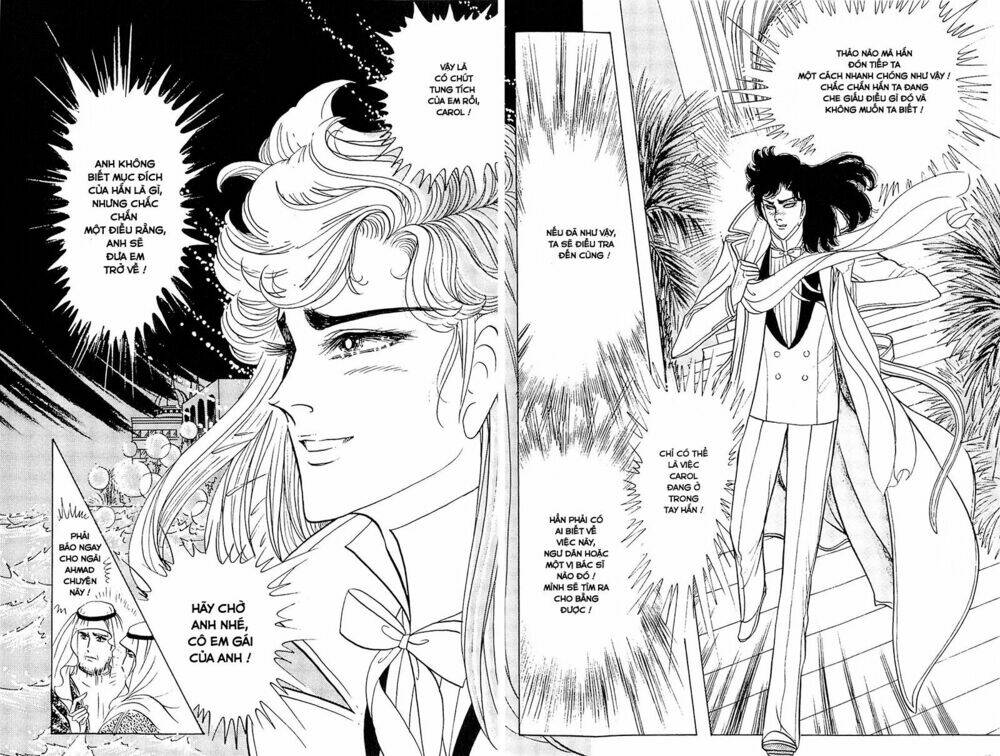 THẢO NÀO MÃ HẮN
ĐÓN TIẾP TA
MỘT CÁCH NHANH CHÓNG NHƯ VẬY !
CHẮC CHẮN HẮN TA ĐANG
CHE GIẤU ĐIỀU GÌ ĐÓ VÀ
KHÔNG MUỐN TA BIẾT !
NẾU ĐÃ NHƯ VẬY,
TA SẼ ĐIỀU TRA
ĐẾN CÙNG !
CHỈ CÓ THỂ
LÀ VIỆC
CAROL
ĐANG Ở
TRONG
TAY HẮN !
HẲN PHẢI CÓ
AI BIẾT VỀ
VIỆC NÀY,
NGƯ DÂN HOẶC
MỘT VỊ BÁC SĨ
NÀO ĐÓ !
MÌNH SẼ TÌM RA
CHO BẰNG
ĐƯỢC !
VẬY LÀ
CÓ CHÚT
TUNG TÍCH
CỦA EM RỒI,
CAROL !
ANH KHÔNG
BIẾT MỤC ĐÍCH
CỦA HẮN LÀ GÌ,
NHƯNG CHẮC
CHẮN
MỘT ĐIỀU RẰNG,
ANH SẼ
ĐƯA EM
TRỞ VỀ !
HÃY CHỜ
ANH NHÉ,
CÔ EM GÁI
CỦA ANH !
PHẢI
BÁO NGAY
CHO NGÀI
AHMAD
CHUYỆN
NÀY !